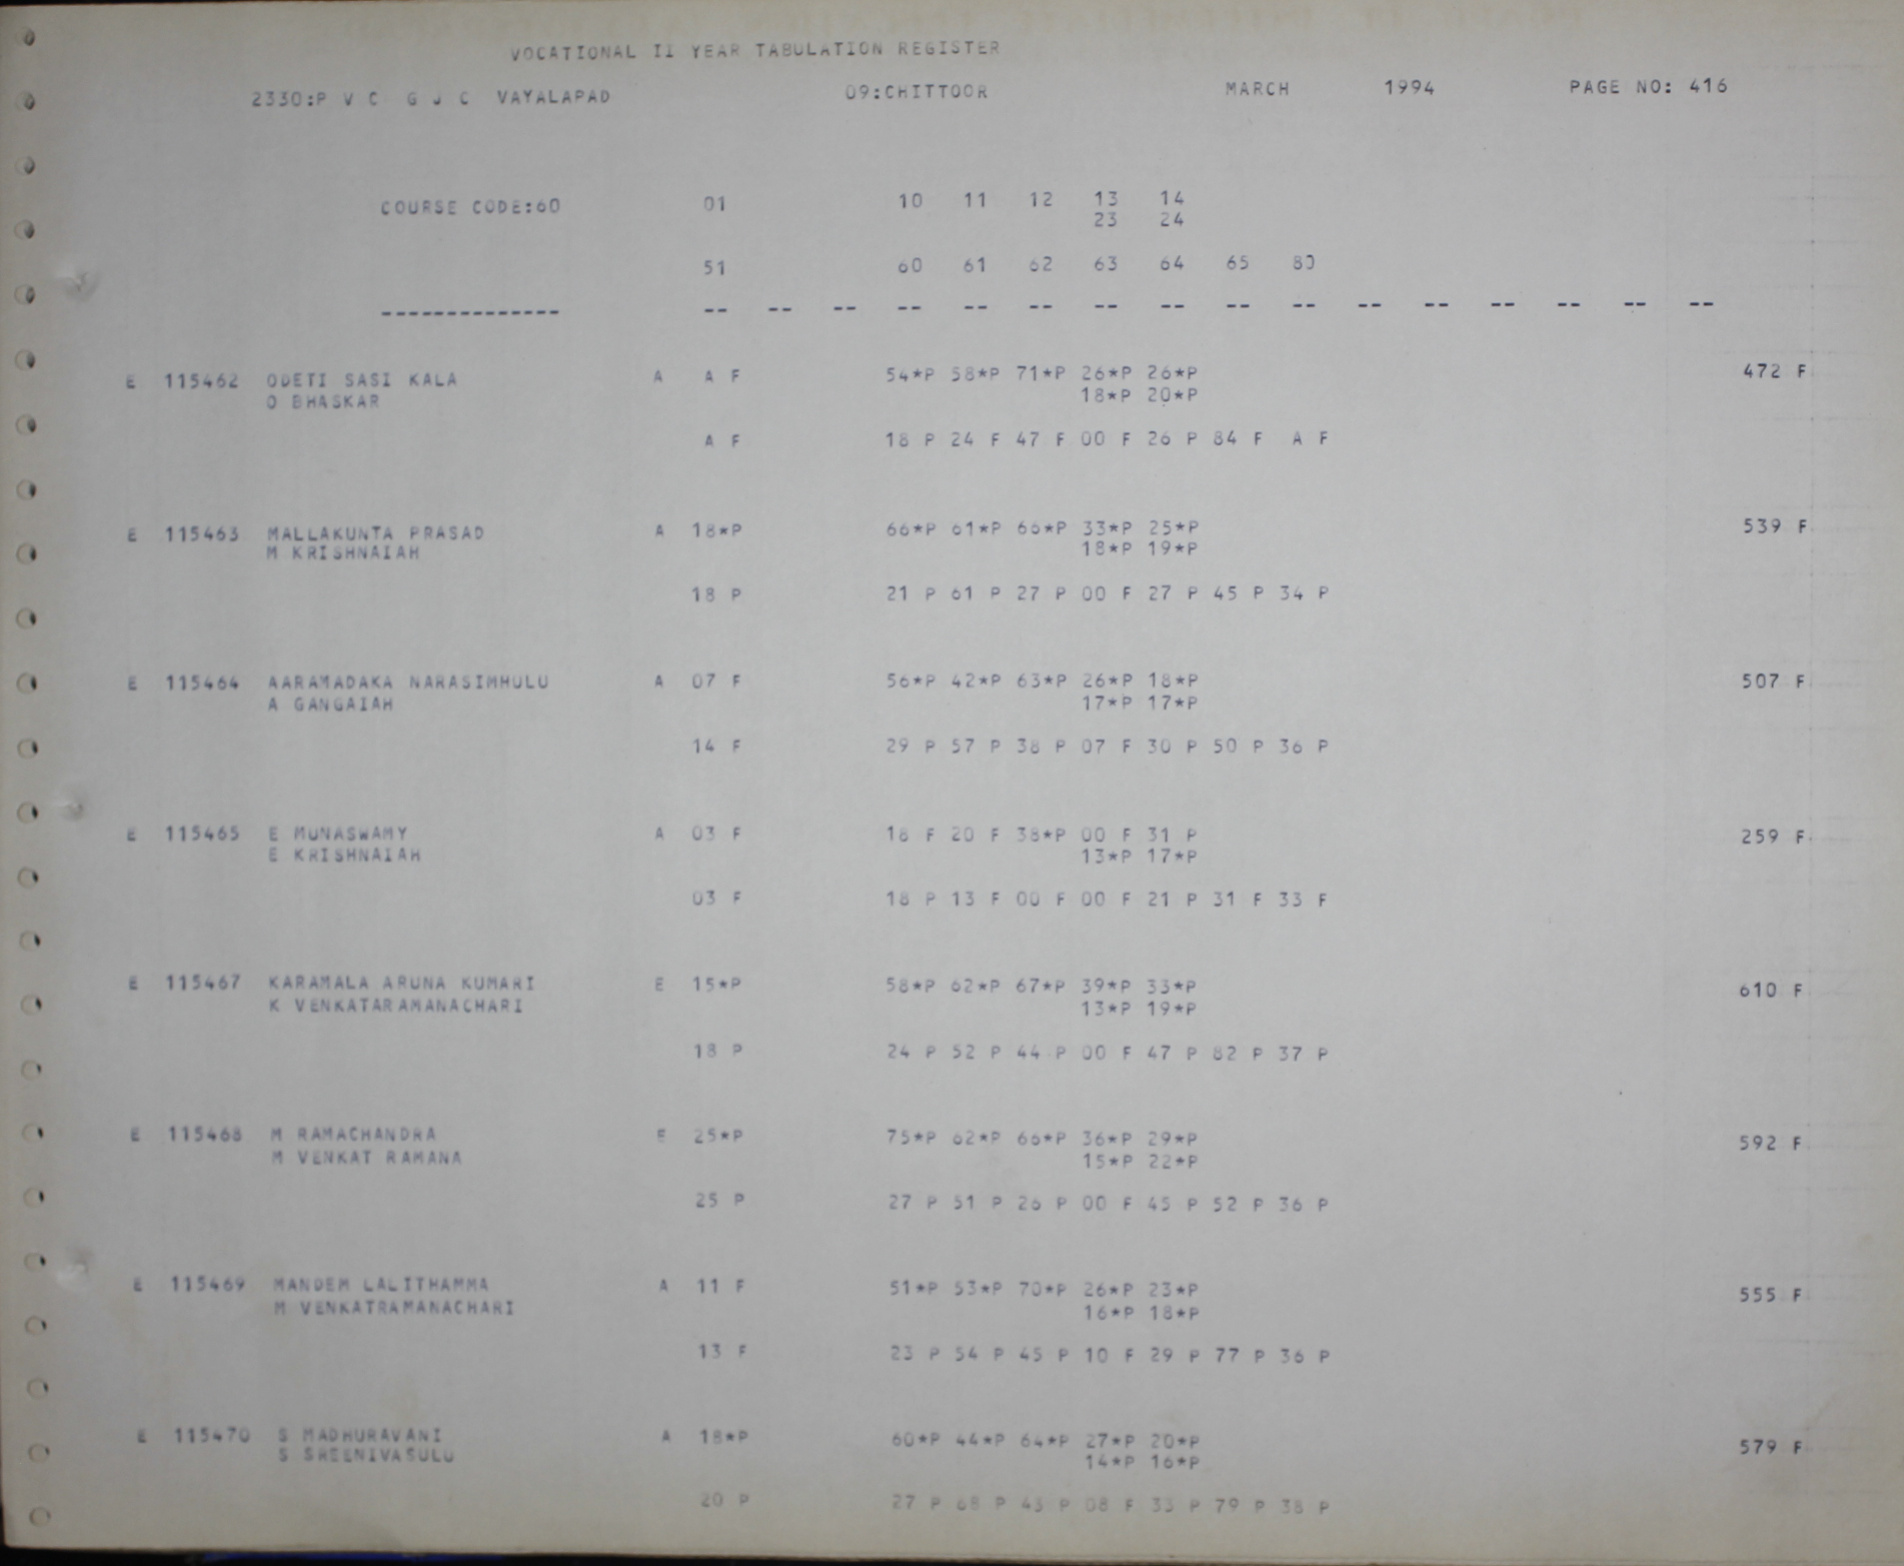 VOCATIONAL II YEAR TABULATION REGISTER
2330:P V C G J C VAYALAPAD 09:CHITTOOR MARCH 1994 PAGE NO: 416
COURSE CODE:60 01 10 11 12 13 14
23 24
51 60 61 62 63 64 65 80
-------------- -- -- -- -- -- -- -- -- -- -- -- -- -- -- -- --
E 115462 ODETI SASI KALA A A F 54*P 58*P 71*P 26*P 26*P 472 F
O BHASKAR 18*P 20*P
A F 18 P 24 F 47 F 00 F 26 P 84 F A F
E 115463 MALLAKUNTA PRASAD A 18*P 66*P 61*P 66*P 33*P 25*P 539 F
M KRISHNAIAH 18*P 19*P
18 P 21 P 61 P 27 P 00 F 27 P 45 P 34 P
E 115464 AARAMADAKA NARASIMHULU A 07 F 56*P 42*P 63*P 26*P 18*P 507 F
A GANGAIAH 17*P 17*P
14 F 29 P 57 P 38 P 07 F 30 P 50 P 36 P
E 115465 E MUNASWAMY A 03 F 18 F 20 F 38*P 00 F 31 P 259 F
E KRISHNAIAH 13*P 17*P
03 F 18 P 13 F 00 F 00 F 21 P 31 F 33 F
E 115467 KARAMALA ARUNA KUMARI E 15*P 58*P 62*P 67*P 39*P 33*P 610 F
K VENKATARAMANACHARI 13*P 19*P
18 P 24 P 52 P 44 P 00 F 47 P 82 P 37 P
E 115468 M RAMACHANDRA E 25*P 75*P 62*P 66*P 36*P 29*P 592 F
M VENKAT RAMANA 15*P 22*P
25 P 27 P 51 P 26 P 00 F 45 P 52 P 36 P
E 115469 MANDEM LALITHAMMA A 11 F 51*P 53*P 70*P 26*P 23*P 555 F
M VENKATRAMANACHARI 16*P 18*P
13 F 23 P 54 P 45 P 10 F 29 P 77 P 36 P
E 115470 S MADHURAVANI A 18*P 60*P 44*P 64*P 27*P 20*P 579 F
S SREENIVASULU 14*P 16*P
20 P 27 P 68 P 43 P 08 F 33 P 79 P 38 P